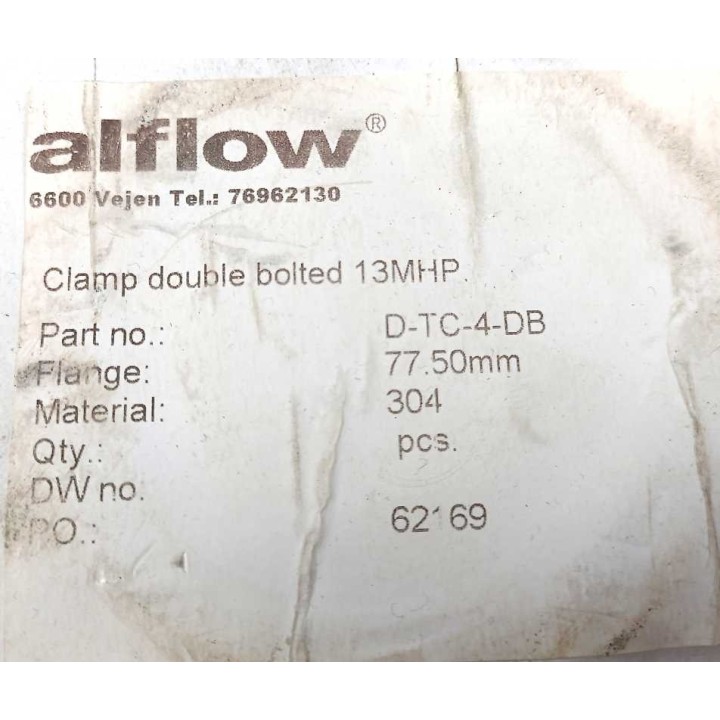 alflow®
6600 Vejen Tel.: 76962130
Clamp double bolted 13MHP.
Part no.: D-TC-4-DB
Flange: 77.50mm
Material: 304
Qty.: pcs.
DW no.
PO.: 62169